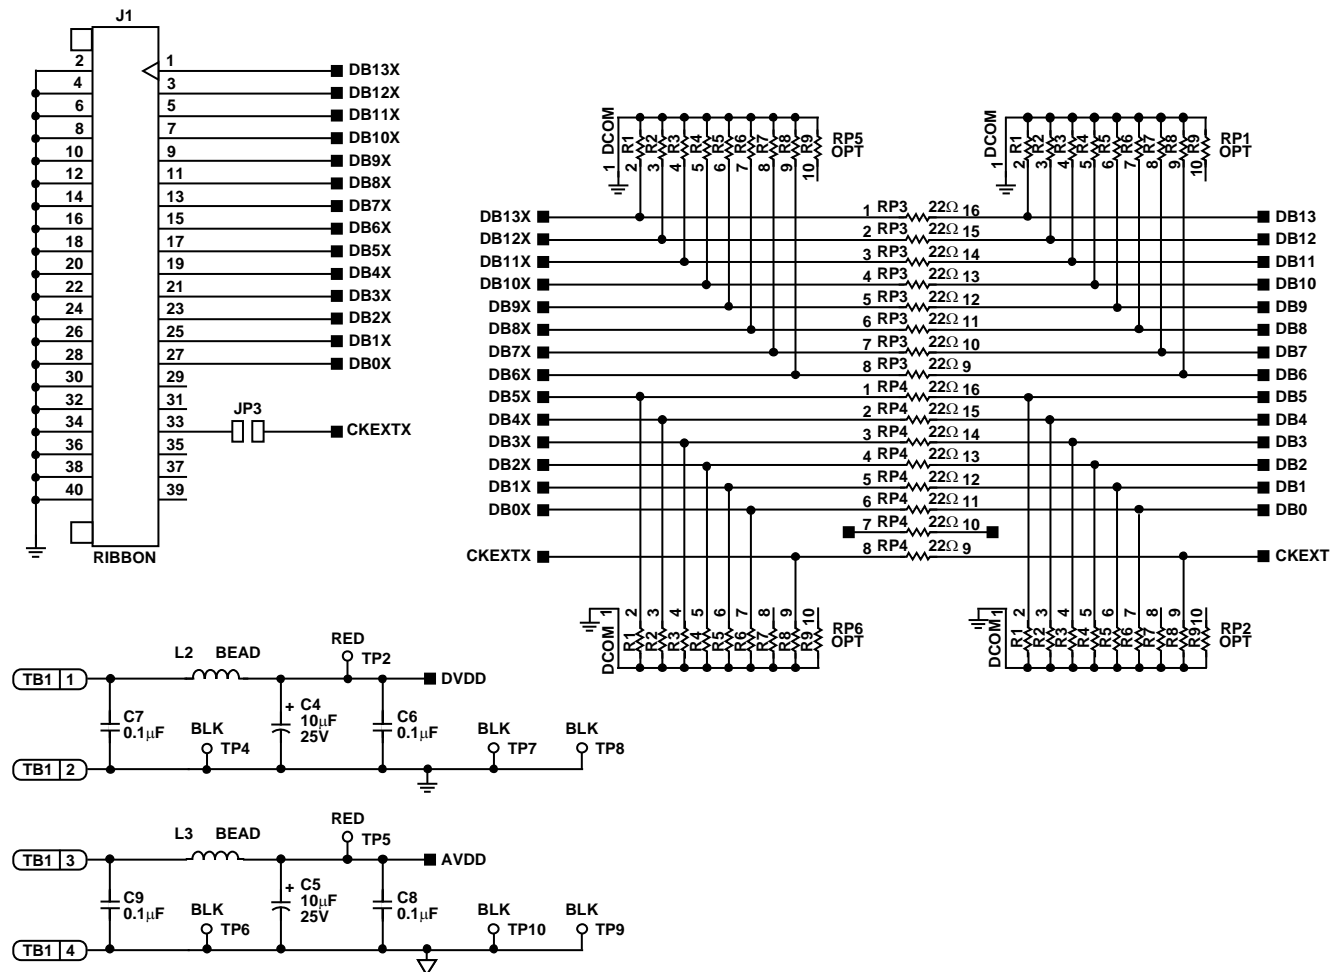 J1
2 1 DB13X
4 3 DB12X
6 5 DB11X
8 7 DB10X
10 9 DB9X
12 11 DB8X
14 13 DB7X
16 15 DB6X
18 17 DB5X
20 19 DB4X
22 21 DB3X
24 23 DB2X
26 25 DB1X
28 27 DB0X
30 29
32 31
34 33 JP3 CKEXTX
36 35
38 37
40 39
RIBBON
1 DCOM R1 R2 R3 R4 R5 R6 R7 R8 R9 RP5 OPT
2 3 4 5 6 7 8 9 10
1 DCOM R1 R2 R3 R4 R5 R6 R7 R8 R9 RP1 OPT
2 3 4 5 6 7 8 9 10
DB13X 1 RP3 22Ω 16 DB13
DB12X 2 RP3 22Ω 15 DB12
DB11X 3 RP3 22Ω 14 DB11
DB10X 4 RP3 22Ω 13 DB10
DB9X 5 RP3 22Ω 12 DB9
DB8X 6 RP3 22Ω 11 DB8
DB7X 7 RP3 22Ω 10 DB7
DB6X 8 RP3 22Ω 9 DB6
DB5X 1 RP4 22Ω 16 DB5
DB4X 2 RP4 22Ω 15 DB4
DB3X 3 RP4 22Ω 14 DB3
DB2X 4 RP4 22Ω 13 DB2
DB1X 5 RP4 22Ω 12 DB1
DB0X 6 RP4 22Ω 11 DB0
7 RP4 22Ω 10
CKEXTX 8 RP4 22Ω 9 CKEXT
1 2 3 4 5 6 7 8 9 10
DCOM R1 R2 R3 R4 R5 R6 R7 R8 R9 RP6 OPT
1 2 3 4 5 6 7 8 9 10
DCOM R1 R2 R3 R4 R5 R6 R7 R8 R9 RP2 OPT
RED
L2 BEAD TP2
TB1 1 DVDD
C7
0.1µF
BLK
TP4
+ C4
10µF
25V
C6
0.1µF
BLK
TP7
BLK
TP8
TB1 2
RED
L3 BEAD TP5
TB1 3 AVDD
C9
0.1µF
BLK
TP6
+ C5
10µF
25V
C8
0.1µF
BLK
TP10
BLK
TP9
TB1 4